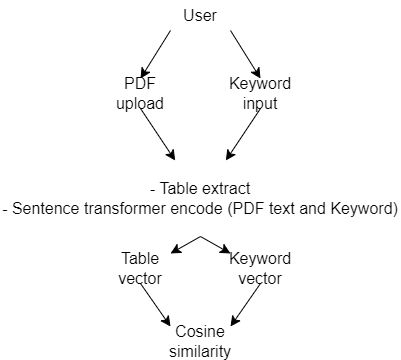 User
PDF
upload
Keyword
input
- Table extract
- Sentence transformer encode (PDF text and Keyword)
Table
vector
Keyword
vector
Cosine
similarity